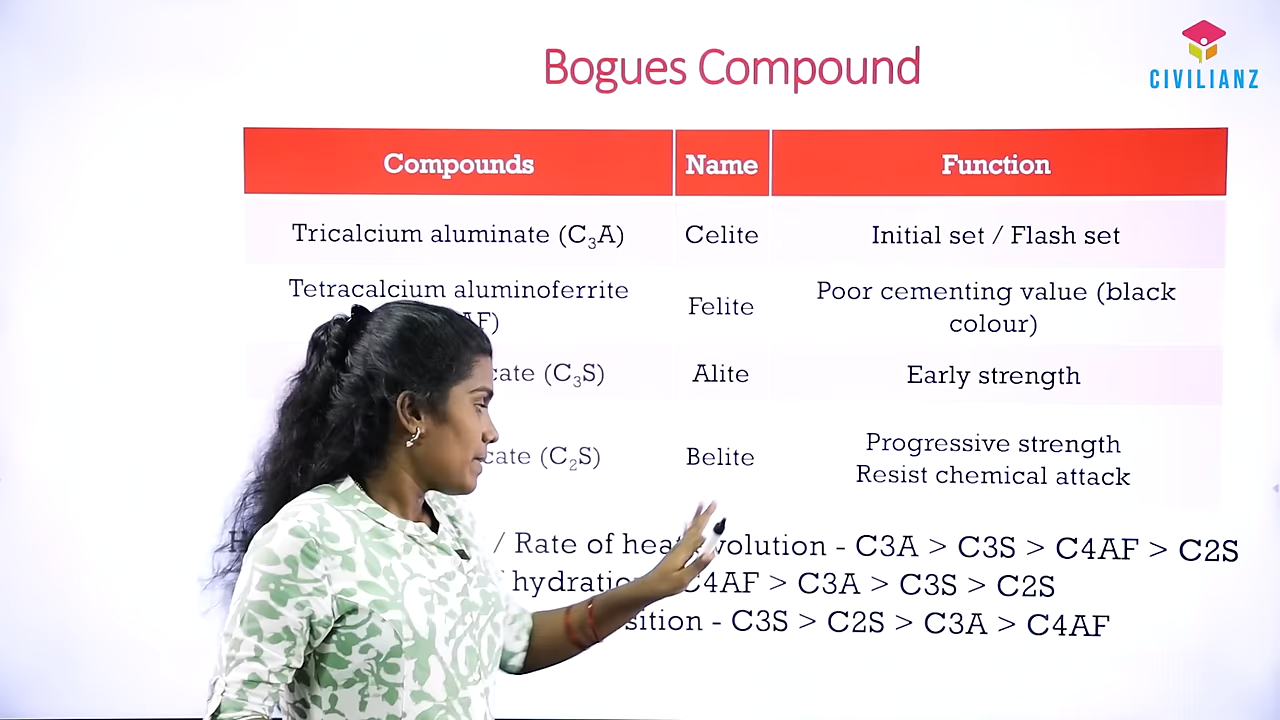 Bogues Compound
CIVILIANZ
Compounds Name Function
Tricalcium aluminate (C₃A) Celite Initial set / Flash set
Tetracalcium aluminoferrite
AF) Felite Poor cementing value (black
colour)
cate (C₃S) Alite Early strength
cate (C₂S) Belite Progressive strength
Resist chemical attack
/ Rate of heat volution - C3A > C3S > C4AF > C2S
hydratio C4AF > C3A > C3S > C2S
sition - C3S > C2S > C3A > C4AF